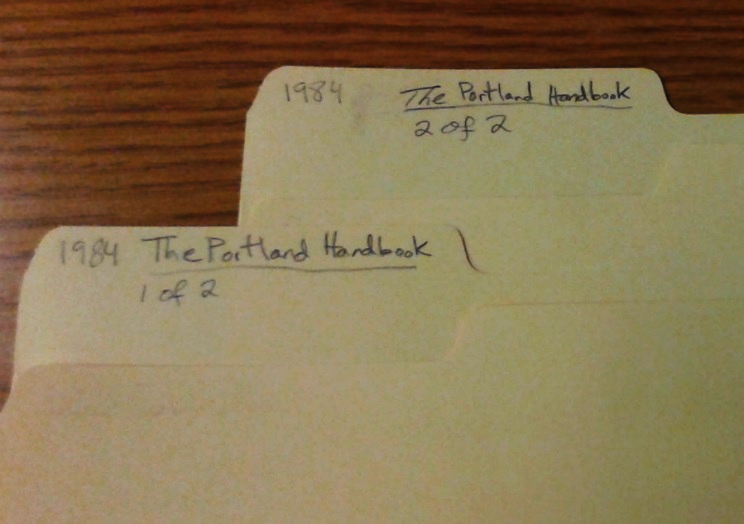 1984 The Portland Handbook
2 of 2
1984 The Portland Handbook
1 of 2